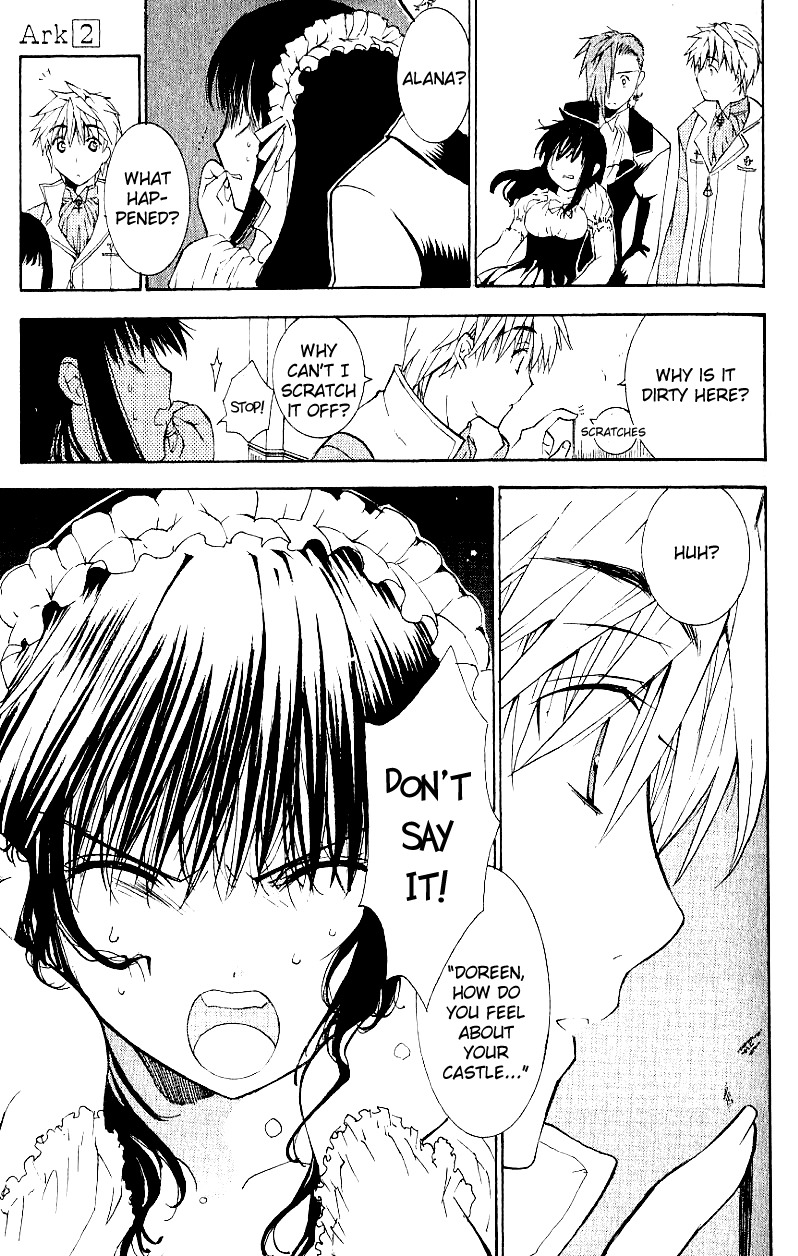 Ark 2
ALANA?
WHAT
HAP-
PENED?
WHY IS IT
DIRTY HERE?
SCRATCHES
WHY
CAN'T I
SCRATCH
IT OFF?
STOP!
HUH?
"DOREEN,
HOW DO
YOU FEEL
ABOUT
YOUR
CASTLE..."
DON'T
SAY
IT!